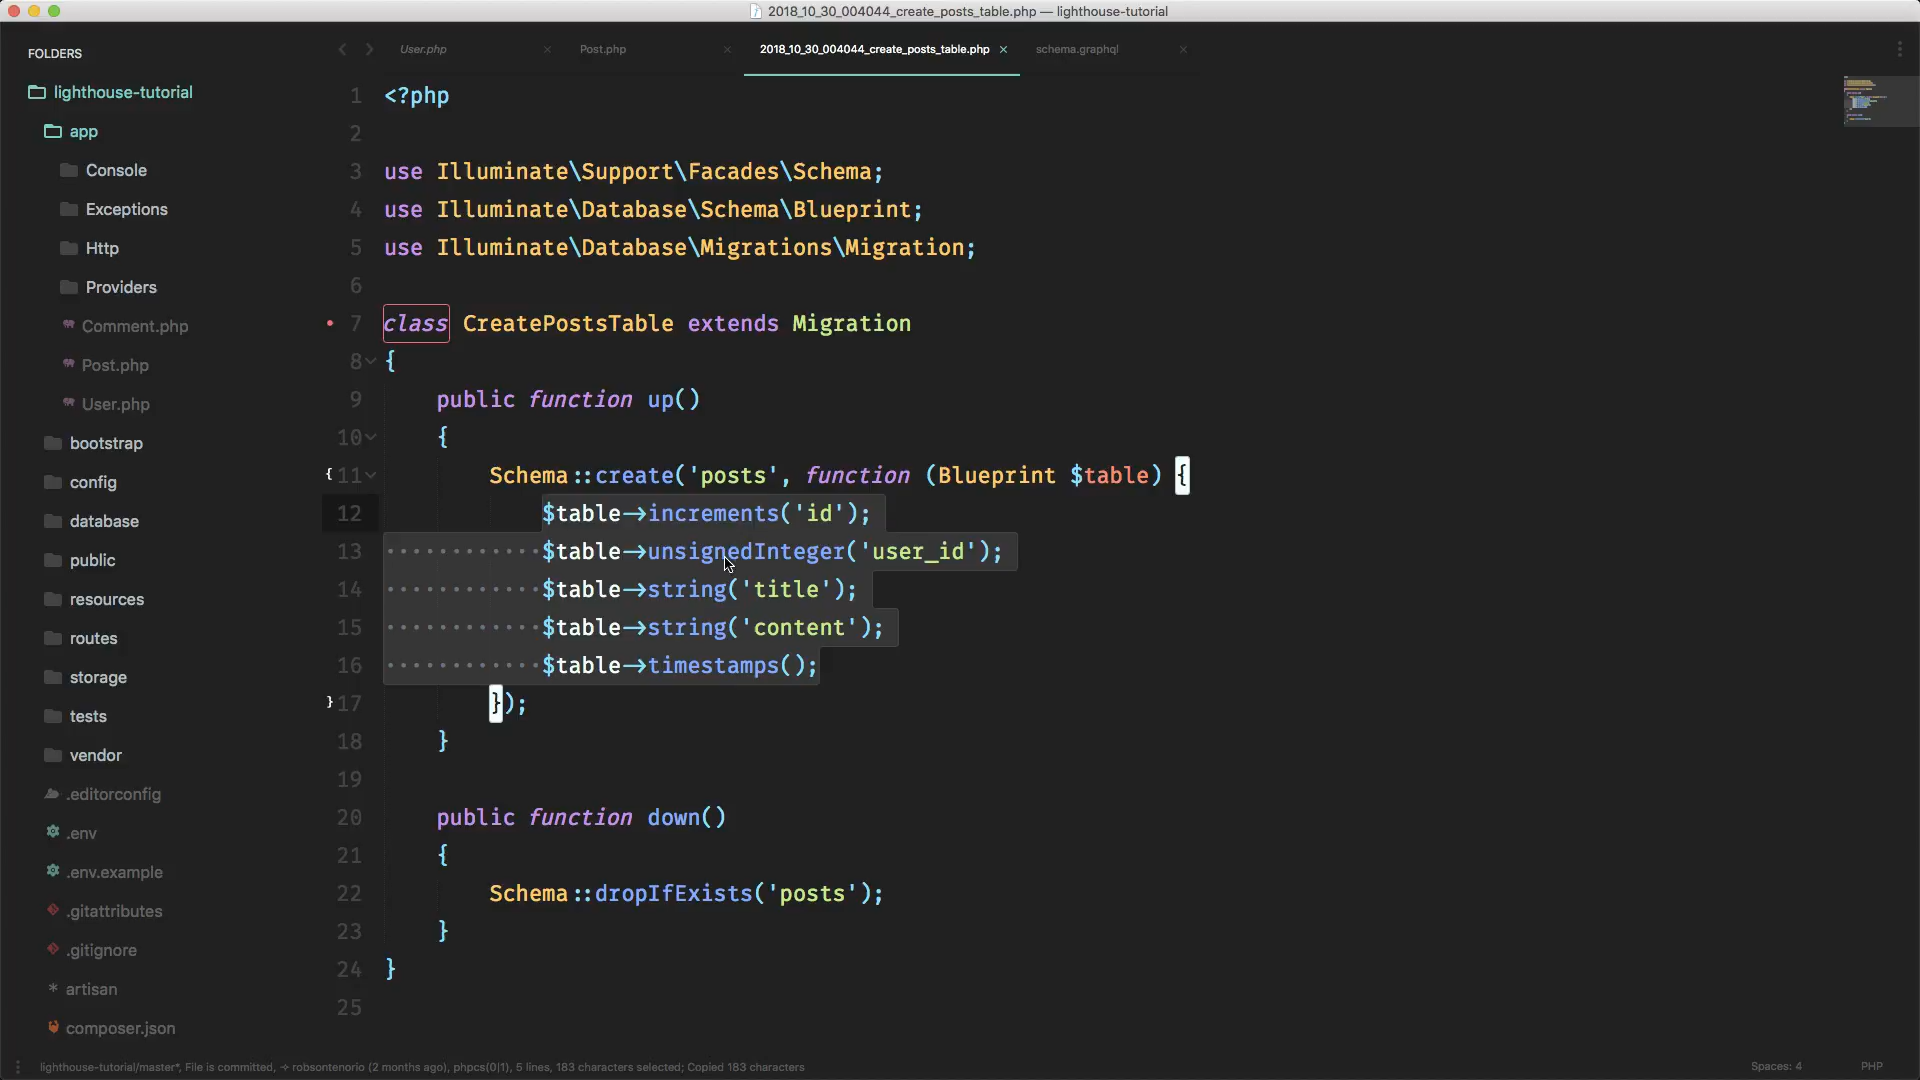 2018_10_30_004044_create_posts_table.php — lighthouse-tutorial
FOLDERS
lighthouse-tutorial
app
Console
Exceptions
Http
Providers
Comment.php
Post.php
User.php
bootstrap
config
database
public
resources
routes
storage
tests
vendor
.editorconfig
.env
.env.example
.gitattributes
.gitignore
artisan
composer.json
User.php × Post.php × 2018_10_30_004044_create_posts_table.php × schema.graphql ×
1 <?php
2
3 use Illuminate\Support\Facades\Schema;
4 use Illuminate\Database\Schema\Blueprint;
5 use Illuminate\Database\Migrations\Migration;
6
7 class CreatePostsTable extends Migration
8 {
9 public function up()
10 {
{ 11 Schema::create('posts', function (Blueprint $table) {
12 $table->increments('id');
13 $table->unsignedInteger('user_id');
14 $table->string('title');
15 $table->string('content');
16 $table->timestamps();
} 17 });
18 }
19
20 public function down()
21 {
22 Schema::dropIfExists('posts');
23 }
24 }
25
lighthouse-tutorial/master*, File is committed, robsontenorio (2 months ago), phpcs(0|1), 5 lines, 183 characters selected; Copied 183 characters
Spaces: 4 PHP